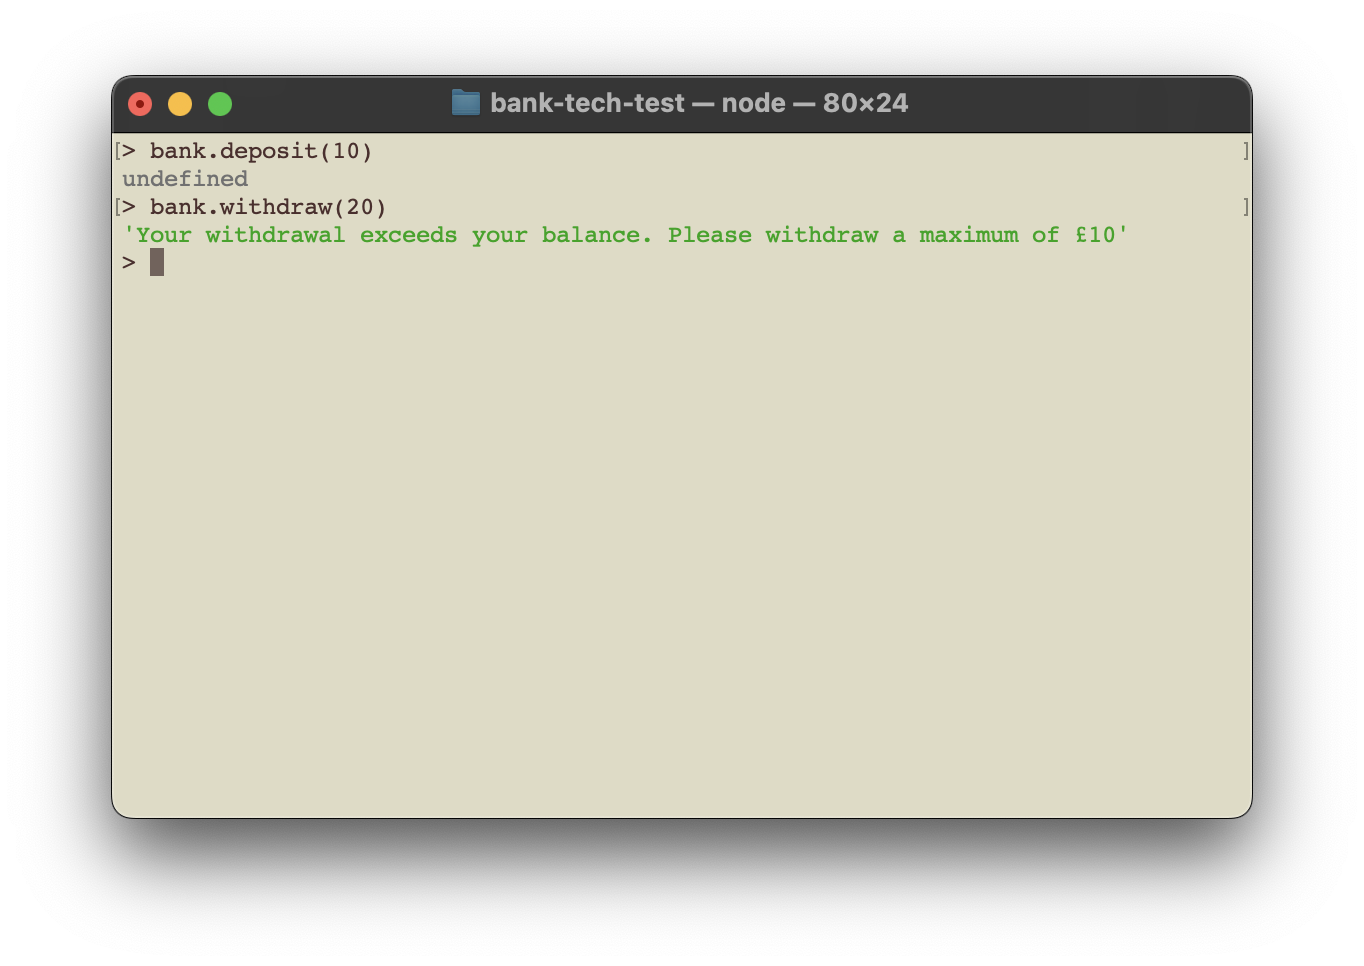 bank-tech-test — node — 80×24
[> bank.deposit(10) ]
undefined
[> bank.withdraw(20) ]
'Your withdrawal exceeds your balance. Please withdraw a maximum of £10'
>